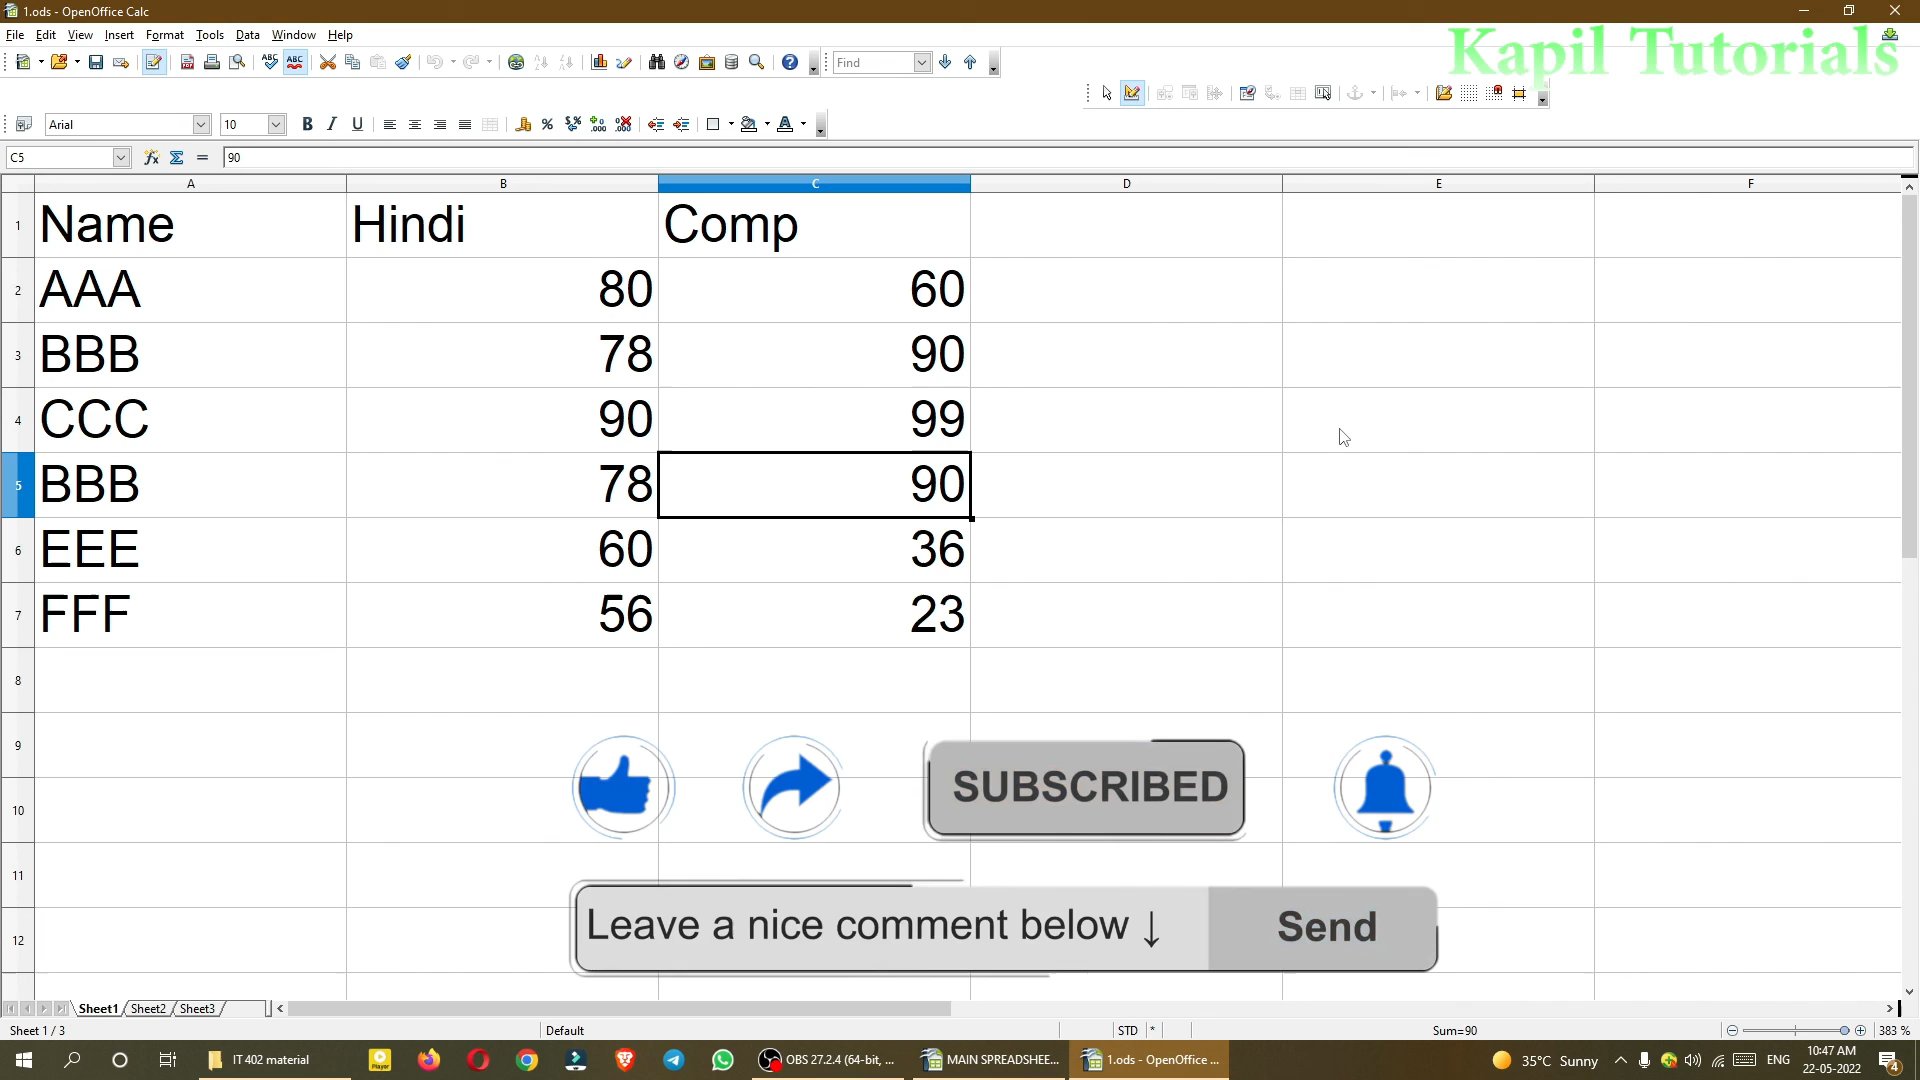 1.ods - OpenOffice Calc
File Edit View Insert Format Tools Data Window Help
Kapil Tutorials
Find
Arial 10
C5 90
A B C D E F
1 Name Hindi Comp
2 AAA 80 60
3 BBB 78 90
4 CCC 90 99
5 BBB 78 90
6 EEE 60 36
7 FFF 56 23
8
9
10
SUBSCRIBED
11
12
Leave a nice comment below ↓ Send
Sheet1 Sheet2 Sheet3
Sheet 1 / 3 Default STD * Sum=90 383 %
IT 402 material OBS 27.2.4 (64-bit, ... MAIN SPREADSHEE... 1.ods - OpenOffice ... 35°C Sunny ENG 10:47 AM
22-05-2022
4